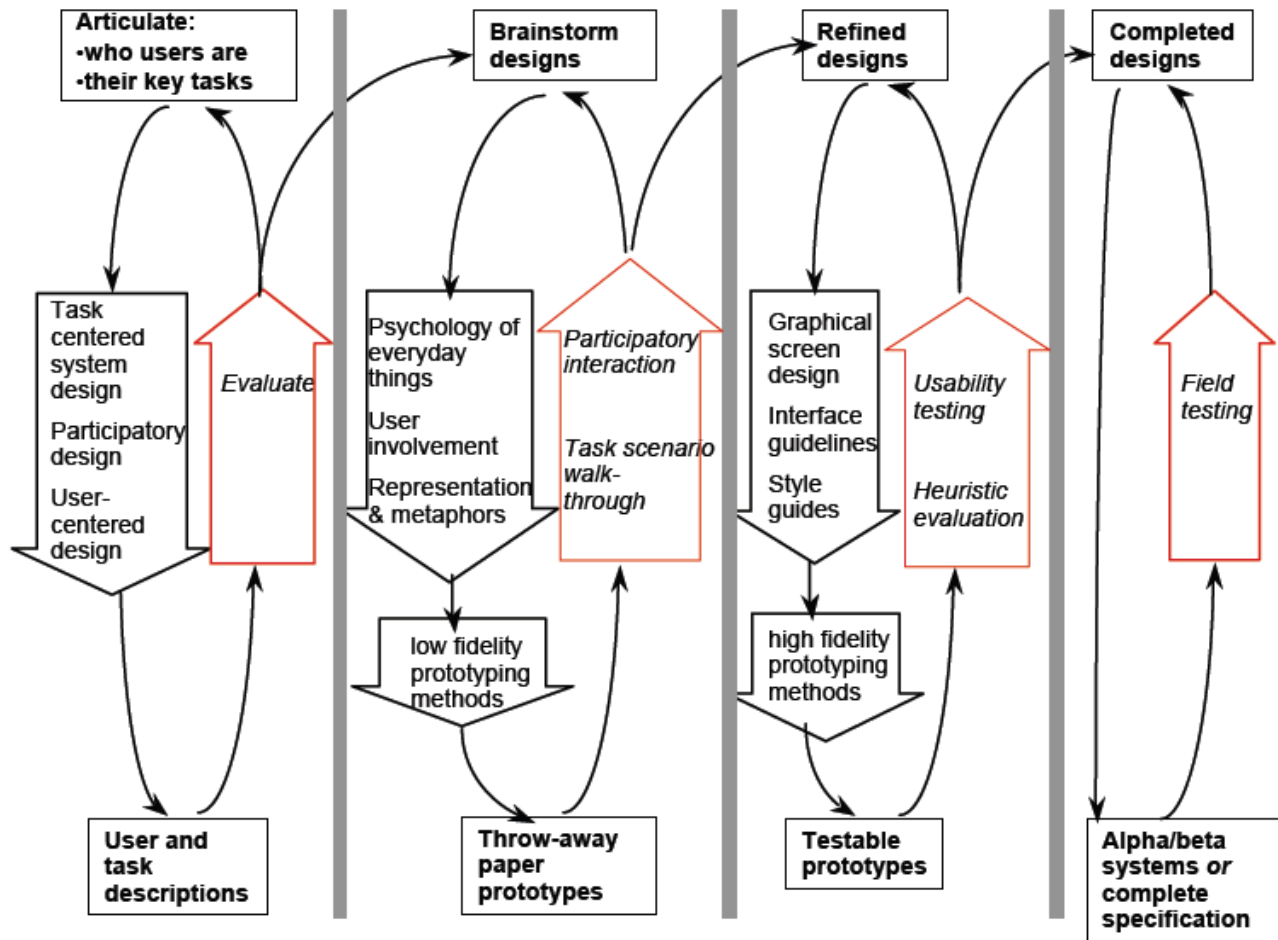 Articulate:
•who users are
•their key tasks
Task
centered
system
design
Participatory
design
User-
centered
design
Evaluate
User and
task
descriptions
Brainstorm
designs
Psychology of
everyday
things
User
involvement
Representation
& metaphors
Participatory
interaction
Task scenario
walk-
through
low fidelity
prototyping
methods
Throw-away
paper
prototypes
Refined
designs
Graphical
screen
design
Interface
guidelines
Style
guides
Usability
testing
Heuristic
evaluation
high fidelity
prototyping
methods
Testable
prototypes
Completed
designs
Field
testing
Alpha/beta
systems or
complete
specification